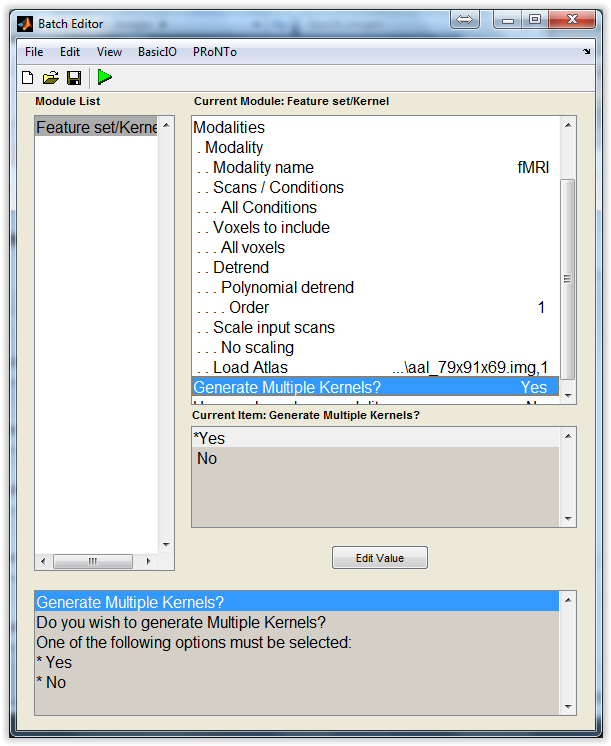 Batch Editor
File Edit View BasicIO PRoNTo
Module List
Current Module: Feature set/Kernel
Feature set/Kerne
Modalities
. Modality
. . Modality name fMRI
. . Scans / Conditions
. . . All Conditions
. . Voxels to include
. . . All voxels
. . Detrend
. . . Polynomial detrend
. . . . Order 1
. . Scale input scans
. . . No scaling
. . Load Atlas ...\aal_79x91x69.img,1
Generate Multiple Kernels? Yes
Current Item: Generate Multiple Kernels?
*Yes
No
Edit Value
Generate Multiple Kernels?
Do you wish to generate Multiple Kernels?
One of the following options must be selected:
* Yes
* No